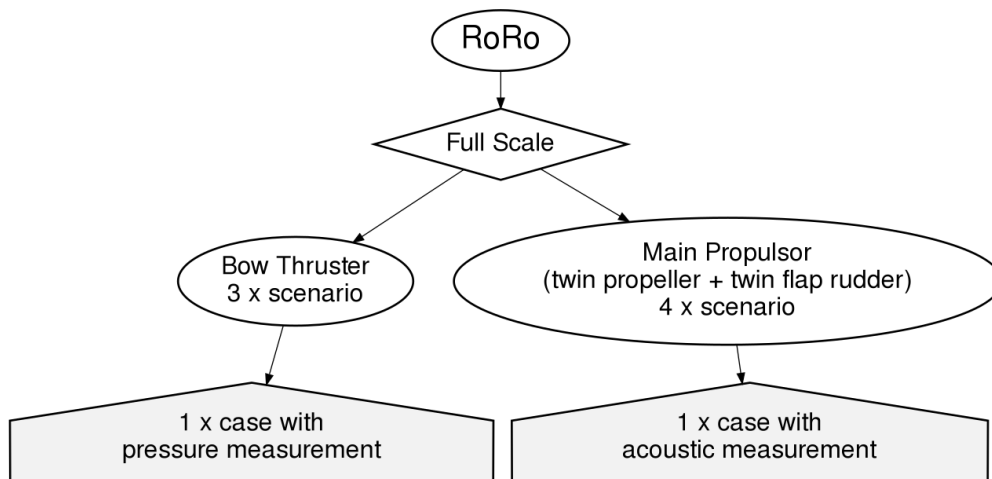 RoRo
Full Scale
Bow Thruster
3 x scenario
Main Propulsor
(twin propeller + twin flap rudder)
4 x scenario
1 x case with
pressure measurement
1 x case with
acoustic measurement